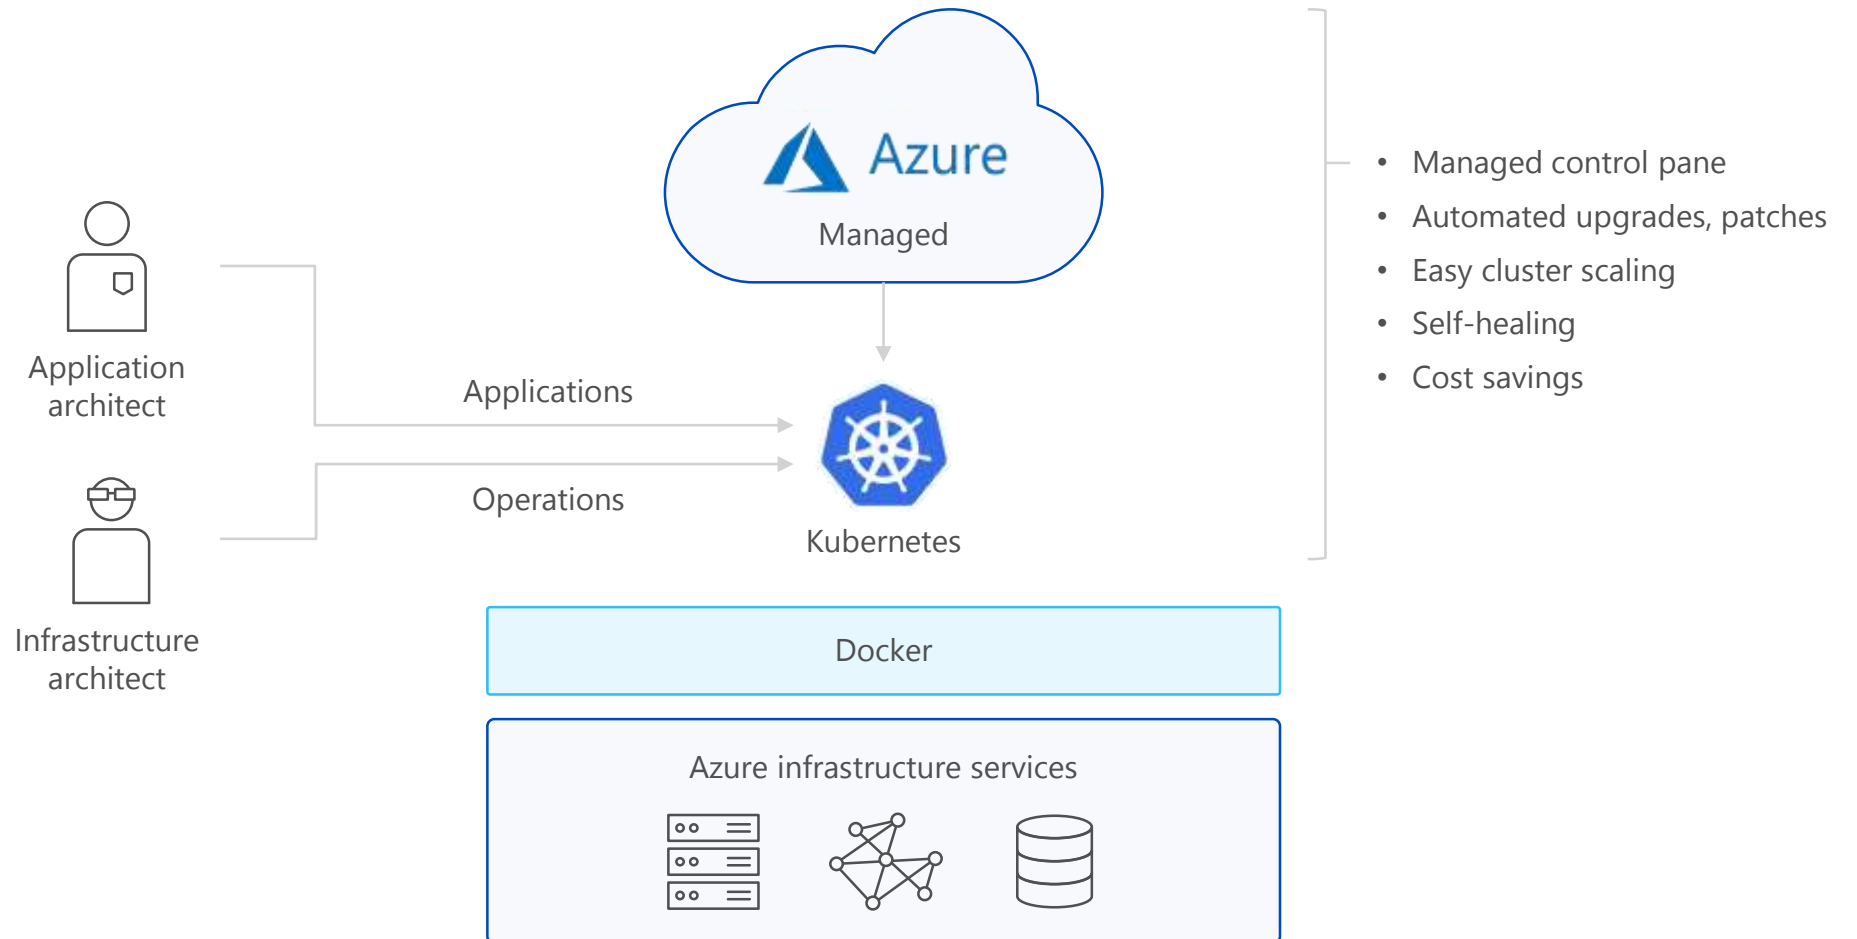 Azure
Managed
• Managed control pane
• Automated upgrades, patches
• Easy cluster scaling
• Self-healing
• Cost savings
Application
architect
Applications
Operations
Kubernetes
Infrastructure
architect
Docker
Azure infrastructure services